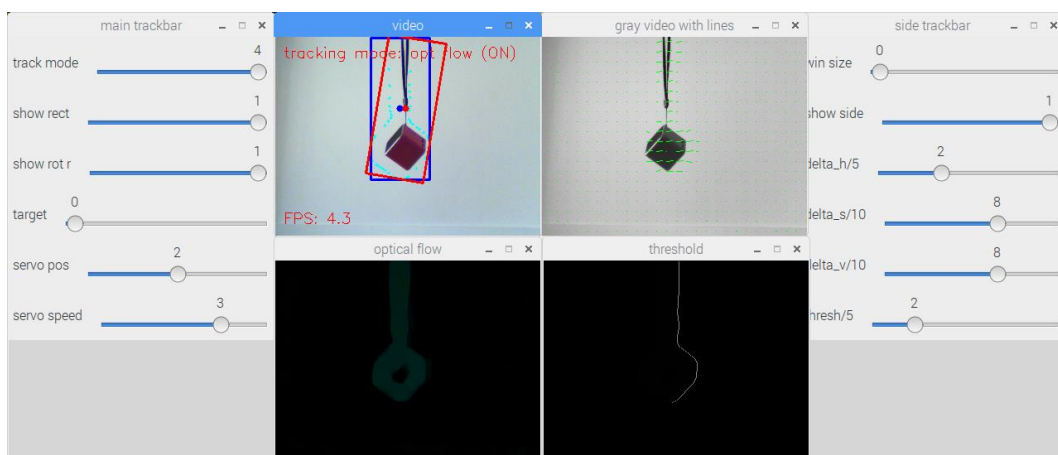 main trackbar
track mode
4
show rect
1
show rot r
1
target
0
servo pos
2
servo speed
3
video
tracking mode: opt flow (ON)
FPS: 4.3
gray video with lines
optical flow
threshold
side trackbar
win size
0
show side
1
delta_h/5
2
delta_s/10
8
delta_v/10
8
hresh/5
2